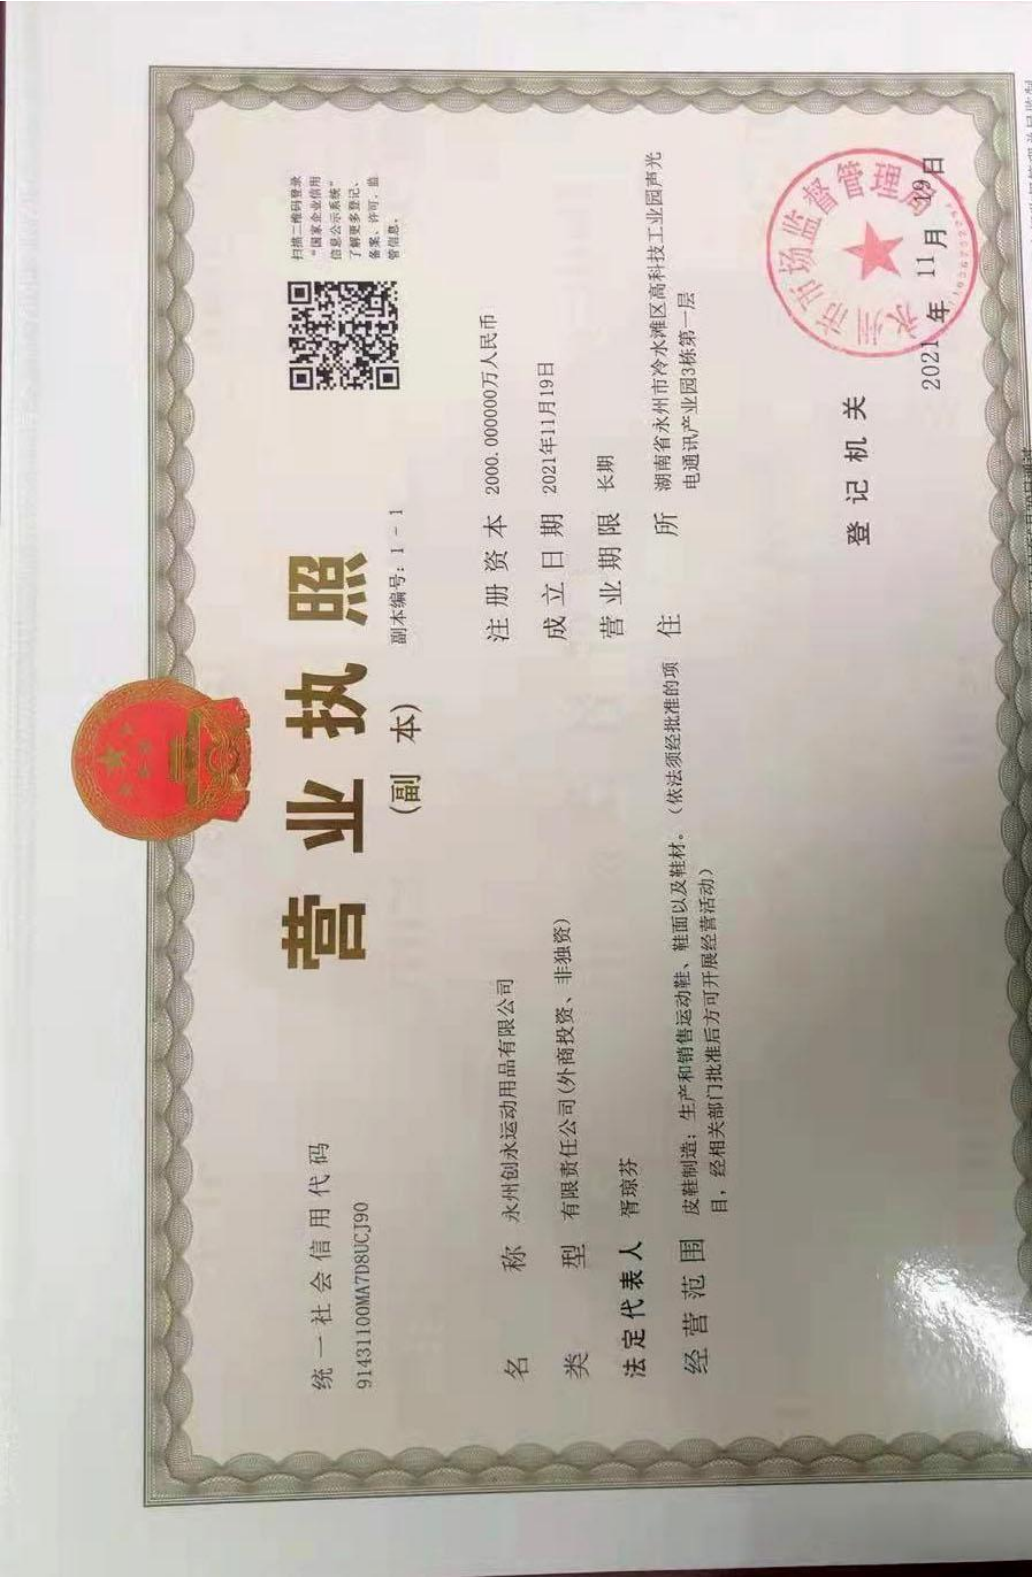 营业执照
(副 本)
副本编号：1－1
统一社会信用代码
91431100MA7D8UCJ90
扫描二维码登录
“国家企业信用
信息公示系统”
了解更多登记、
备案、许可、监
管信息。
名称 永州创永运动用品有限公司
类型 有限责任公司(外商投资、非独资)
法定代表人 胥琼芬
经营范围 皮鞋制造；生产和销售运动鞋、鞋面以及鞋材。（依法须经批准的项
目，经相关部门批准后方可开展经营活动）
注册资本 2000.000000万人民币
成立日期 2021年11月19日
营业期限 长期
住所 湖南省永州市冷水滩区高科技工业园声光
电通讯产业园3栋第一层
登记机关
永州市市场监督管理局
2021年 11月 19日